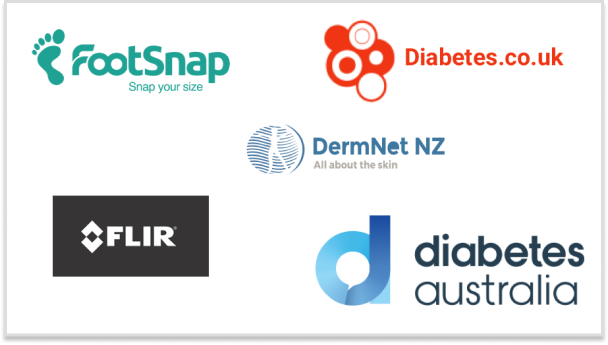 FootSnap
Snap your size
Diabetes.co.uk
DermNet NZ
All about the skin
FLIR
diabetes
australia